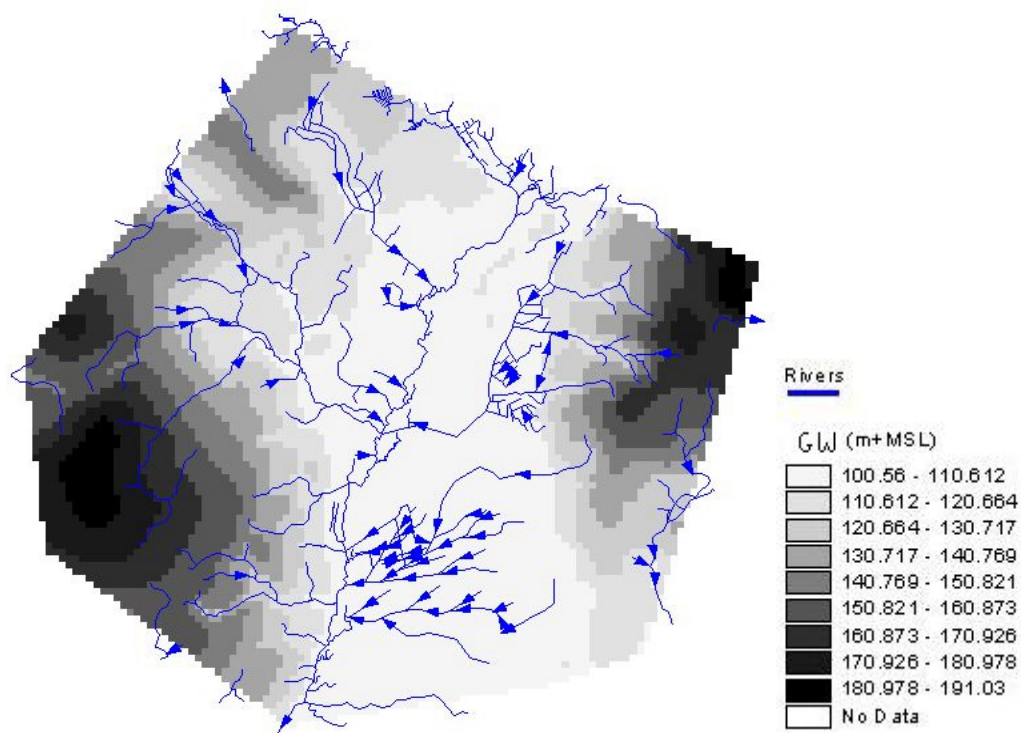 Rivers
GW (m+MSL)
100.56 - 110.612
110.612 - 120.664
120.664 - 130.717
130.717 - 140.769
140.769 - 150.821
150.821 - 160.873
160.873 - 170.926
170.926 - 180.978
180.978 - 191.03
No Data